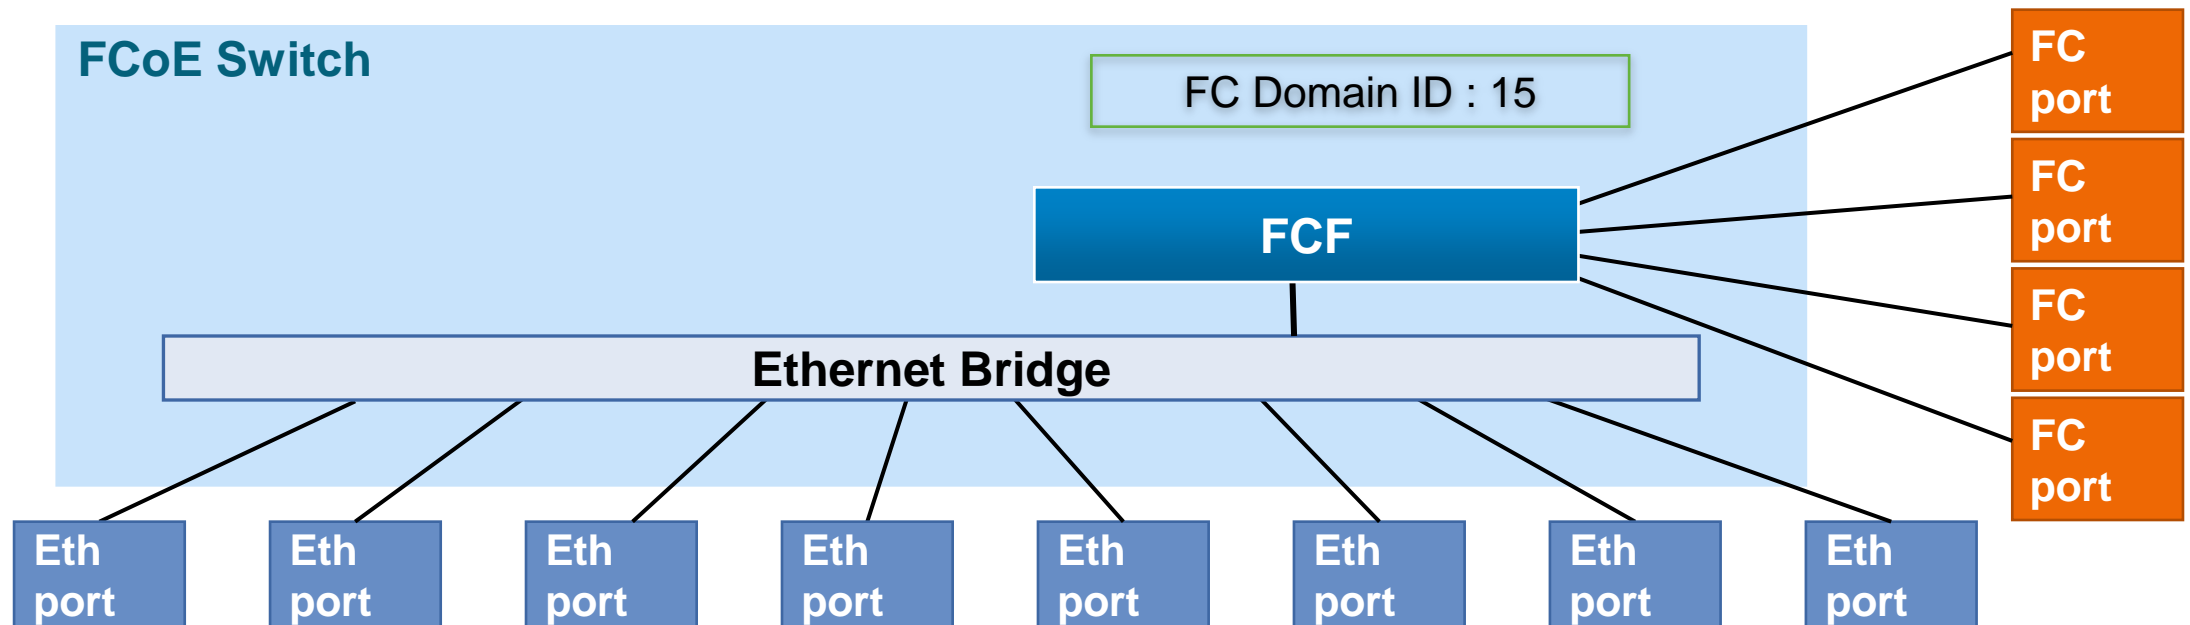 FCoE Switch
FC Domain ID : 15
FCF
Ethernet Bridge
FC
port
FC
port
FC
port
FC
port
Eth
port
Eth
port
Eth
port
Eth
port
Eth
port
Eth
port
Eth
port
Eth
port